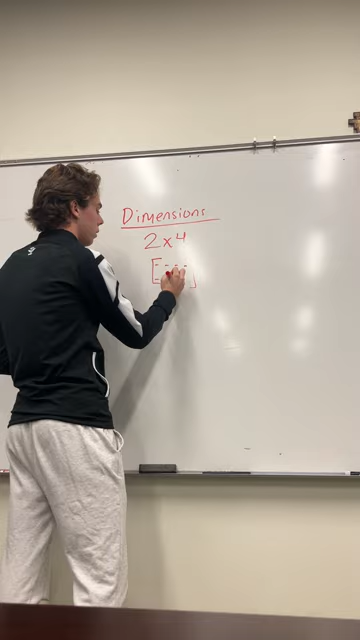 Dimensions
2 x 4
[- - - -